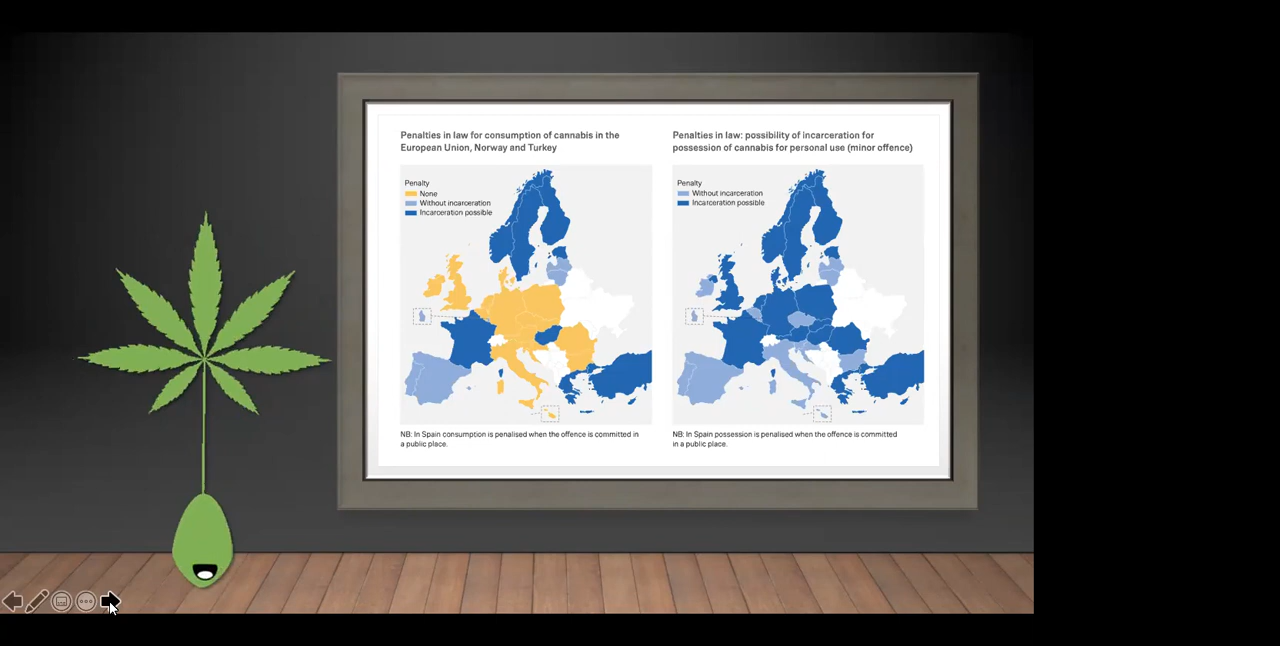 Penalties in law for consumption of cannabis in the
European Union, Norway and Turkey
Penalty
None
Without incarceration
Incarceration possible
NB: In Spain consumption is penalised when the offence is committed in
a public place.
Penalties in law: possibility of incarceration for
possession of cannabis for personal use (minor offence)
Penalty
Without incarceration
Incarceration possible
NB: In Spain possession is penalised when the offence is committed
in a public place.